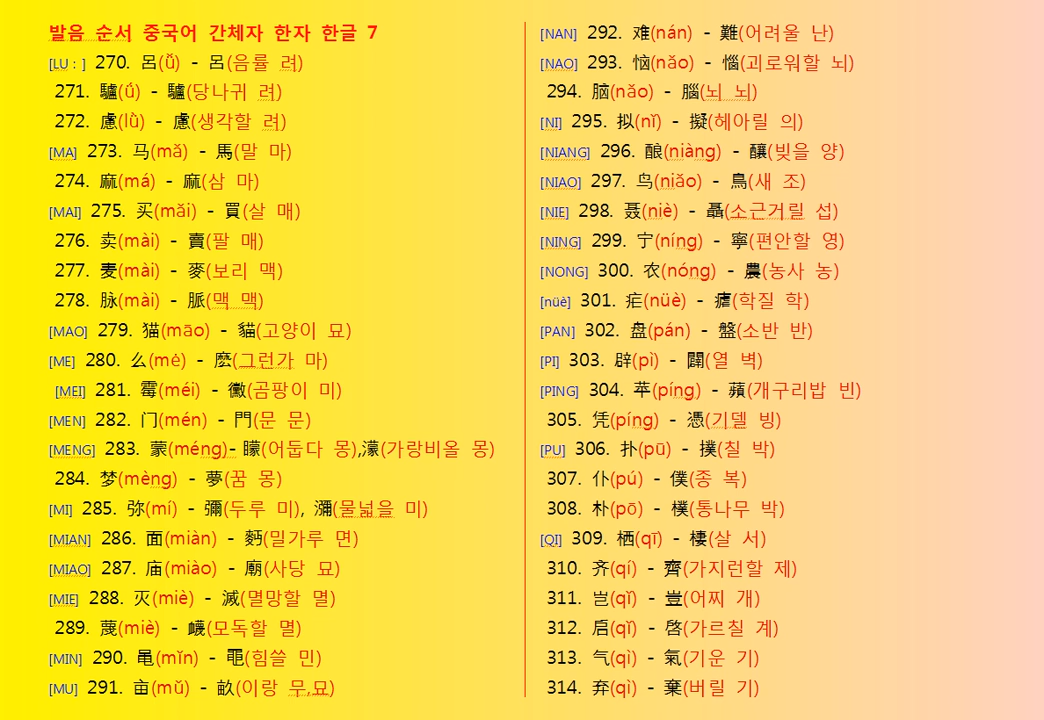 발음 순서 중국어 간체자 한자 한글 7
[LU : ] 270. 呂(ǚ) - 呂(음률 려)
271. 驢(ǘ) - 驢(당나귀 려)
272. 慮(lǜ) - 慮(생각할 려)
[MA] 273. 马(mǎ) - 馬(말 마)
274. 麻(má) - 麻(삼 마)
[MAI] 275. 买(mǎi) - 買(살 매)
276. 卖(mài) - 賣(팔 매)
277. 麦(mài) - 麥(보리 맥)
278. 脉(mài) - 脈(맥 맥)
[MAO] 279. 猫(māo) - 貓(고양이 묘)
[ME] 280. 么(mė) - 麽(그런가 마)
[MEI] 281. 霉(méi) - 黴(곰팡이 미)
[MEN] 282. 门(mén) - 門(문 문)
[MENG] 283. 蒙(méng)- 矇(어둡다 몽),濛(가랑비올 몽)
284. 梦(mèng) - 夢(꿈 몽)
[MI] 285. 弥(mí) - 彌(두루 미), 瀰(물넓을 미)
[MIAN] 286. 面(miàn) - 麪(밀가루 면)
[MIAO] 287. 庙(miào) - 廟(사당 묘)
[MIE] 288. 灭(miè) - 滅(멸망할 멸)
289. 蔑(miè) - 衊(모독할 멸)
[MIN] 290. 黾(mǐn) - 黽(힘쓸 민)
[MU] 291. 亩(mǔ) - 畝(이랑 무,묘)
[NAN] 292. 难(nán) - 難(어려울 난)
[NAO] 293. 恼(nǎo) - 惱(괴로워할 뇌)
294. 脑(nǎo) - 腦(뇌 뇌)
[NI] 295. 拟(nǐ) - 擬(헤아릴 의)
[NIANG] 296. 酿(niàng) - 釀(빚을 양)
[NIAO] 297. 鸟(niǎo) - 鳥(새 조)
[NIE] 298. 聂(niè) - 聶(소근거릴 섭)
[NING] 299. 宁(níng) - 寧(편안할 영)
[NONG] 300. 农(nóng) - 農(농사 농)
[nüè] 301. 疟(nüè) - 瘧(학질 학)
[PAN] 302. 盘(pán) - 盤(소반 반)
[PI] 303. 辟(pì) - 闢(열 벽)
[PING] 304. 苹(píng) - 蘋(개구리밥 빈)
305. 凭(píng) - 憑(기델 빙)
[PU] 306. 扑(pū) - 撲(칠 박)
307. 仆(pú) - 僕(종 복)
308. 朴(pō) - 樸(통나무 박)
[QI] 309. 栖(qī) - 棲(살 서)
310. 齐(qí) - 齊(가지런할 제)
311. 岂(qǐ) - 豈(어찌 개)
312. 启(qǐ) - 啓(가르칠 계)
313. 气(qì) - 氣(기운 기)
314. 弃(qì) - 棄(버릴 기)